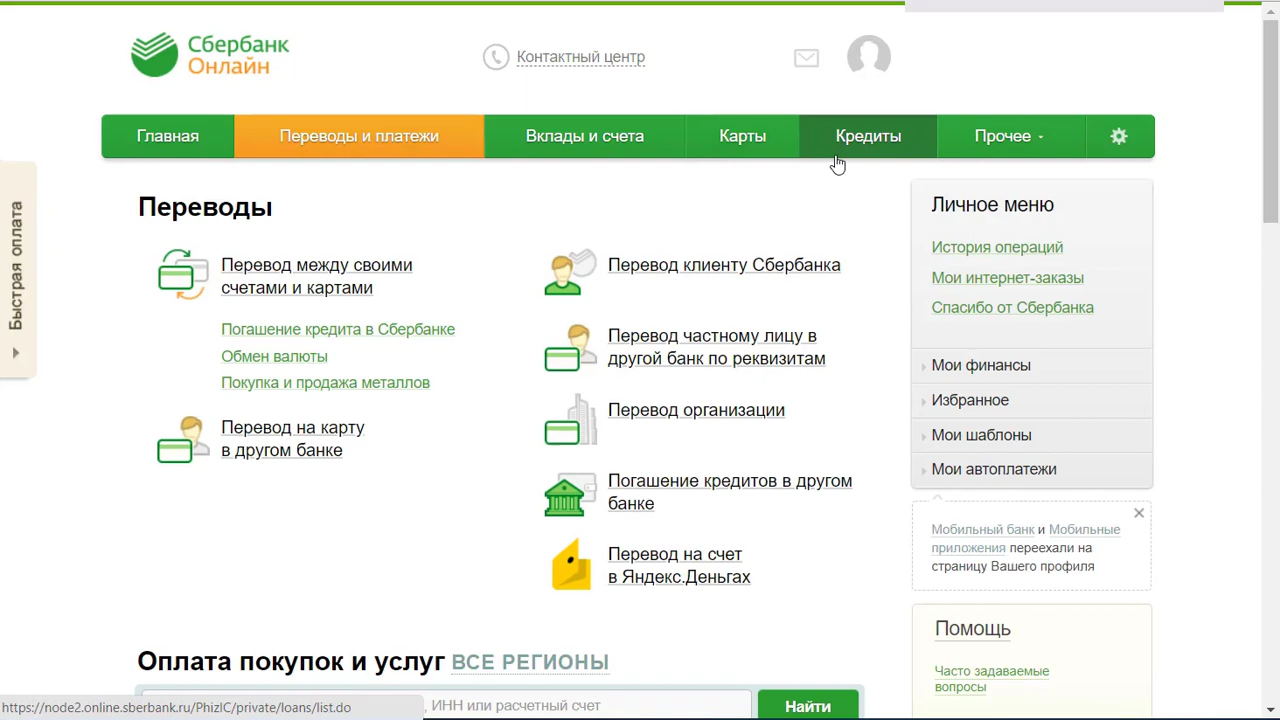 Сбербанк
Онлайн
Контактный центр
Главная
Переводы и платежи
Вклады и счета
Карты
Кредиты
Прочее
Быстрая оплата
Переводы
Перевод между своими
счетами и картами
Погашение кредита в Сбербанке
Обмен валюты
Покупка и продажа металлов
Перевод на карту
в другом банке
Перевод клиенту Сбербанка
Перевод частному лицу в
другой банк по реквизитам
Перевод организации
Погашение кредитов в другом
банке
Перевод на счет
в Яндекс.Деньгах
Личное меню
История операций
Мои интернет-заказы
Спасибо от Сбербанка
Мои финансы
Избранное
Мои шаблоны
Мои автоплатежи
Мобильный банк и Мобильные
приложения переехали на
страницу Вашего профиля
Помощь
Часто задаваемые
вопросы
Оплата покупок и услуг ВСЕ РЕГИОНЫ
, ИНН или расчетный счет
Найти
https://node2.online.sberbank.ru/PhizIC/private/loans/list.do